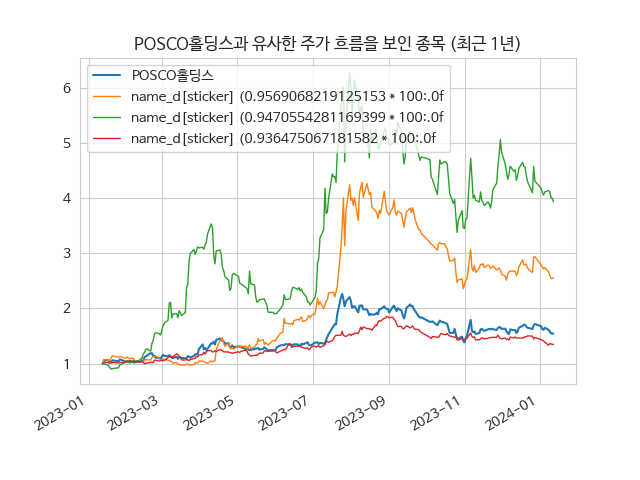 POSCO홀딩스과 유사한 주가 흐름을 보인 종목 (최근 1년)
POSCO홀딩스
name_d[sticker] (0.9569068219125153 * 100:.0f
name_d[sticker] (0.9470554281169399 * 100:.0f
name_d[sticker] (0.936475067181582 * 100:.0f
6
5
4
3
2
1
2023-01
2023-03
2023-05
2023-07
2023-09
2023-11
2024-01